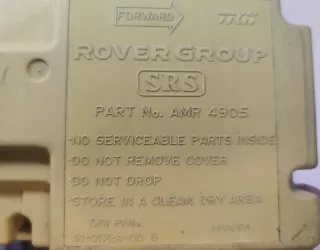 FORWARD TRW
ROVER GROUP
SRS
PART No. AMR 4905
NO SERVICEABLE PARTS INSIDE
DO NOT REMOVE COVER
DO NOT DROP
STORE IN A CLEAN DRY AREA